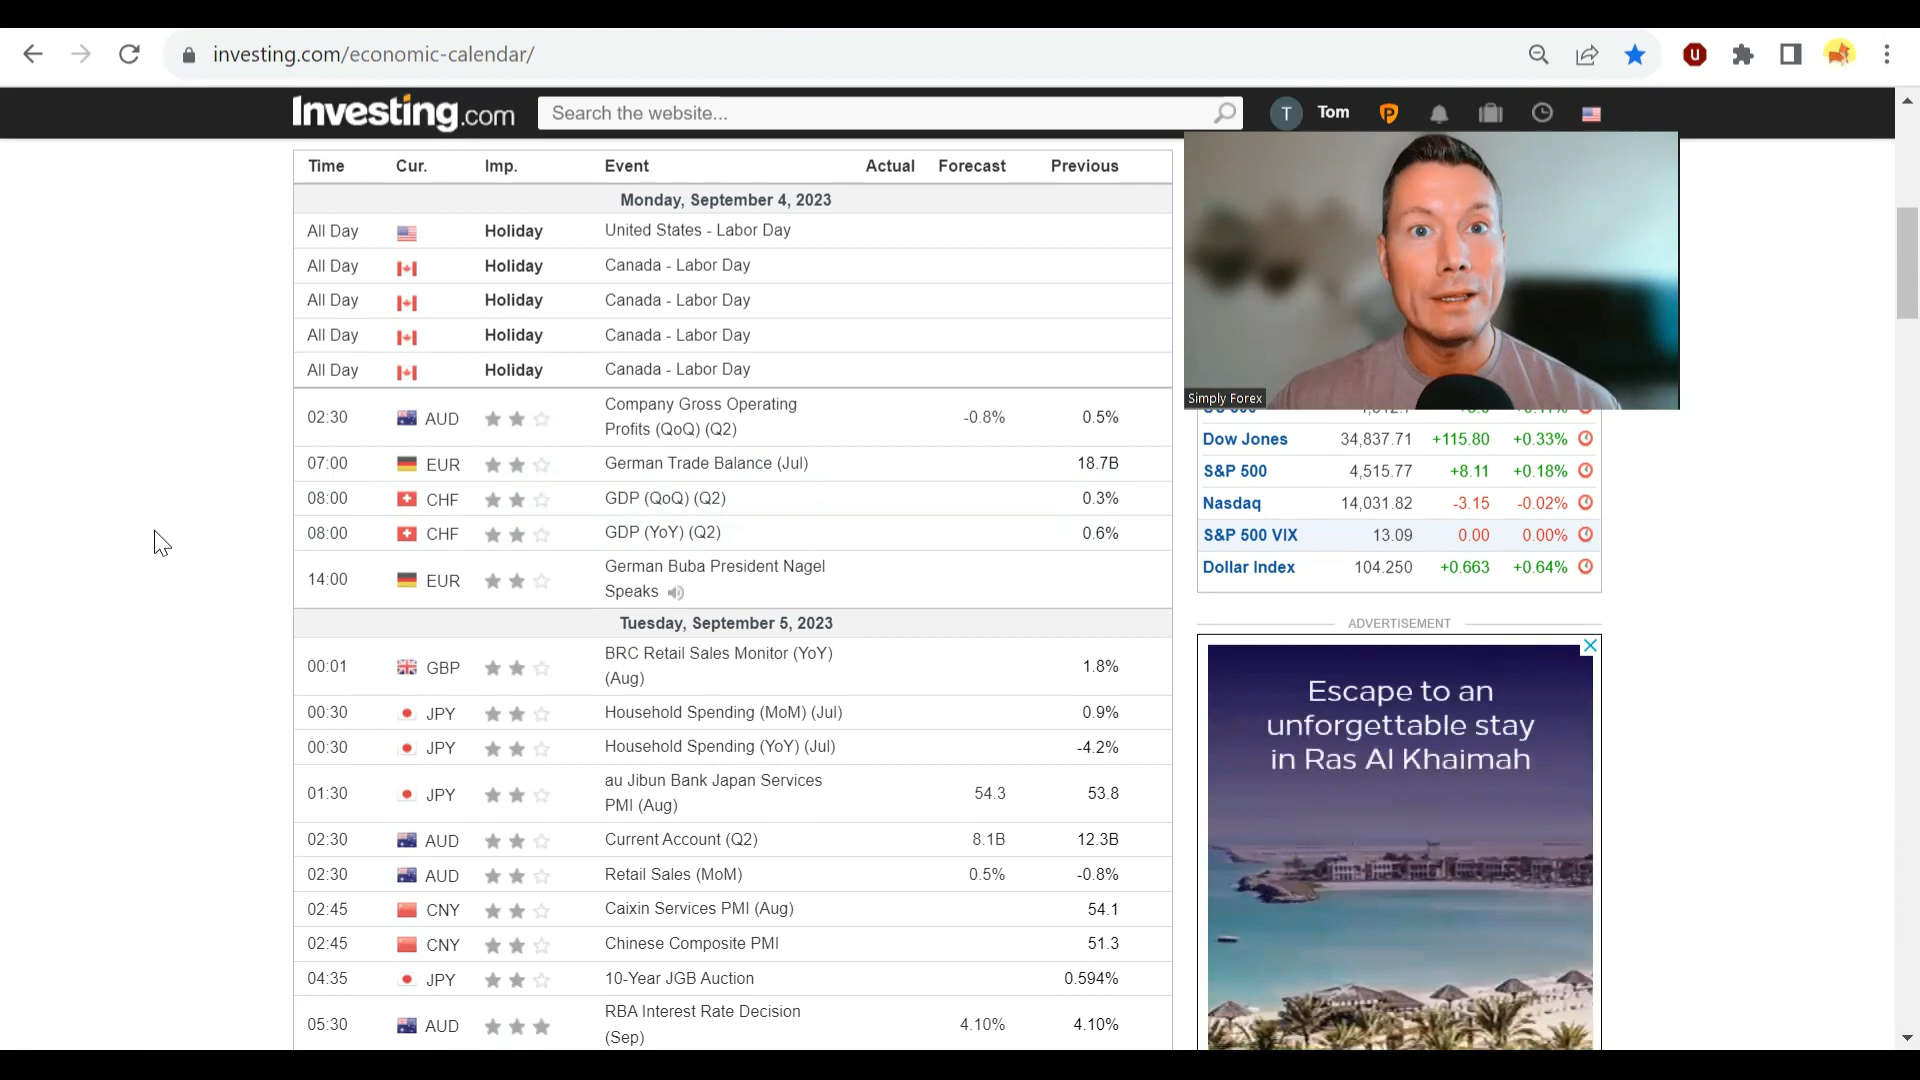 investing.com/economic-calendar/
Investing.com
Search the website...
T
Tom
Time Cur. Imp. Event Actual Forecast Previous
Monday, September 4, 2023
All Day Holiday United States - Labor Day
All Day Holiday Canada - Labor Day
All Day Holiday Canada - Labor Day
All Day Holiday Canada - Labor Day
All Day Holiday Canada - Labor Day
02:30 AUD Company Gross Operating
Profits (QoQ) (Q2) -0.8% 0.5%
07:00 EUR German Trade Balance (Jul) 18.7B
08:00 CHF GDP (QoQ) (Q2) 0.3%
08:00 CHF GDP (YoY) (Q2) 0.6%
14:00 EUR German Buba President Nagel
Speaks
Tuesday, September 5, 2023
00:01 GBP BRC Retail Sales Monitor (YoY)
(Aug) 1.8%
00:30 JPY Household Spending (MoM) (Jul) 0.9%
00:30 JPY Household Spending (YoY) (Jul) -4.2%
01:30 JPY au Jibun Bank Japan Services
PMI (Aug) 54.3 53.8
02:30 AUD Current Account (Q2) 8.1B 12.3B
02:30 AUD Retail Sales (MoM) 0.5% -0.8%
02:45 CNY Caixin Services PMI (Aug) 54.1
02:45 CNY Chinese Composite PMI 51.3
04:35 JPY 10-Year JGB Auction 0.594%
05:30 AUD RBA Interest Rate Decision
(Sep) 4.10% 4.10%
Simply Forex
Dow Jones 34,837.71 +115.80 +0.33%
S&P 500 4,515.77 +8.11 +0.18%
Nasdaq 14,031.82 -3.15 -0.02%
S&P 500 VIX 13.09 0.00 0.00%
Dollar Index 104.250 +0.663 +0.64%
ADVERTISEMENT
Escape to an
unforgettable stay
in Ras Al Khaimah